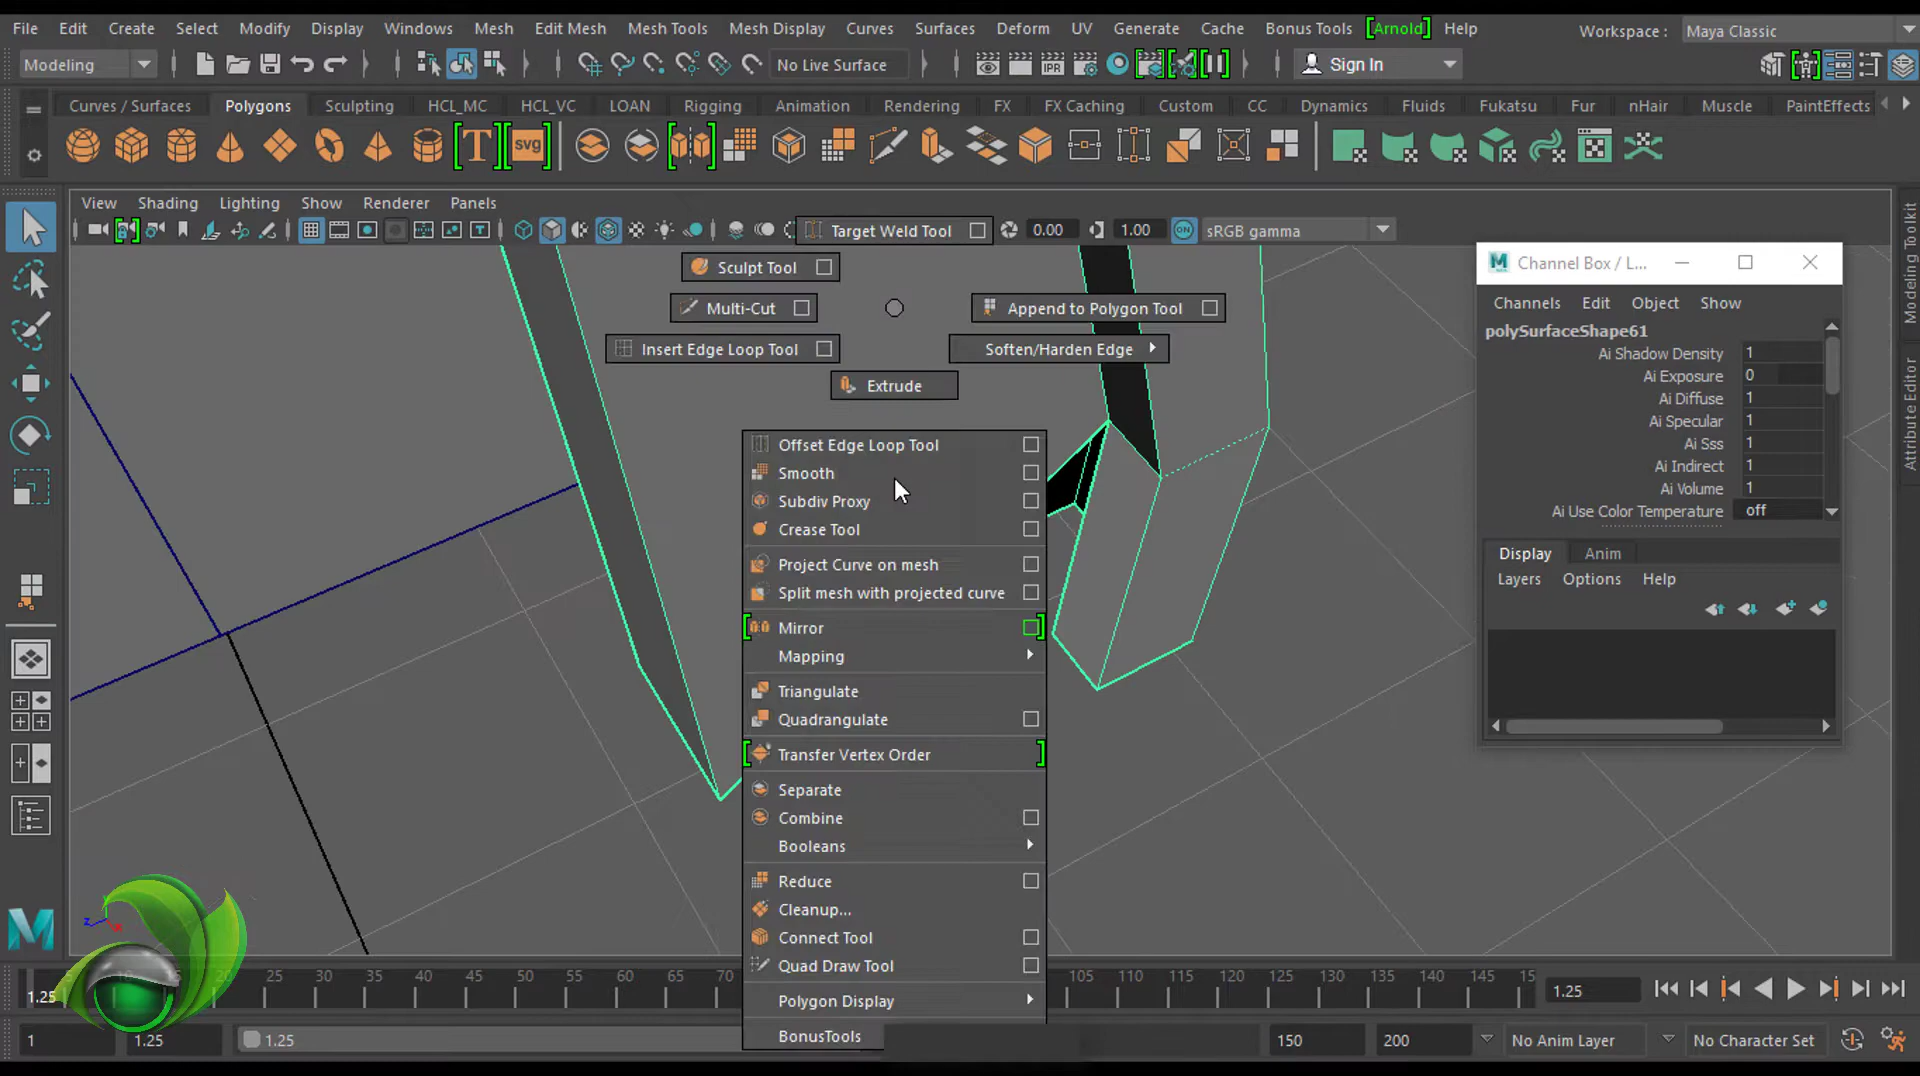 File Edit Create Select Modify Display Windows Mesh Edit Mesh Mesh Tools Mesh Display Curves Surfaces Deform UV Generate Cache Bonus Tools [Arnold] Help Workspace : Maya Classic
Modeling No Live Surface Sign In
Curves / Surfaces Polygons Sculpting HCL_MC HCL_VC LOAN Rigging Animation Rendering FX FX Caching Custom CC Dynamics Fluids Fukatsu Fur nHair Muscle PaintEffects
T svg
View Shading Lighting Show Renderer Panels
Target Weld Tool 0.00 1.00 ON sRGB gamma
Sculpt Tool
Multi-Cut Append to Polygon Tool
Insert Edge Loop Tool Soften/Harden Edge
Extrude
Offset Edge Loop Tool
Smooth
Subdiv Proxy
Crease Tool
Project Curve on mesh
Split mesh with projected curve
Mirror
Mapping
Triangulate
Quadrangulate
Transfer Vertex Order
Separate
Combine
Booleans
Reduce
Cleanup...
Connect Tool
Quad Draw Tool
Polygon Display
BonusTools
Channel Box / L...
Channels Edit Object Show
polySurfaceShape61
Ai Shadow Density 1
Ai Exposure 0
Ai Diffuse 1
Ai Specular 1
Ai Sss 1
Ai Indirect 1
Ai Volume 1
Ai Use Color Temperature off
Display Anim
Layers Options Help
Modeling Toolkit
Attribute Editor
M
z
5 10 15 20 25 30 35 40 45 50 55 60 65 70 105 110 115 120 125 130 135 140 145 15
1.25 1.25
1 1.25 1.25 150 200 No Anim Layer No Character Set